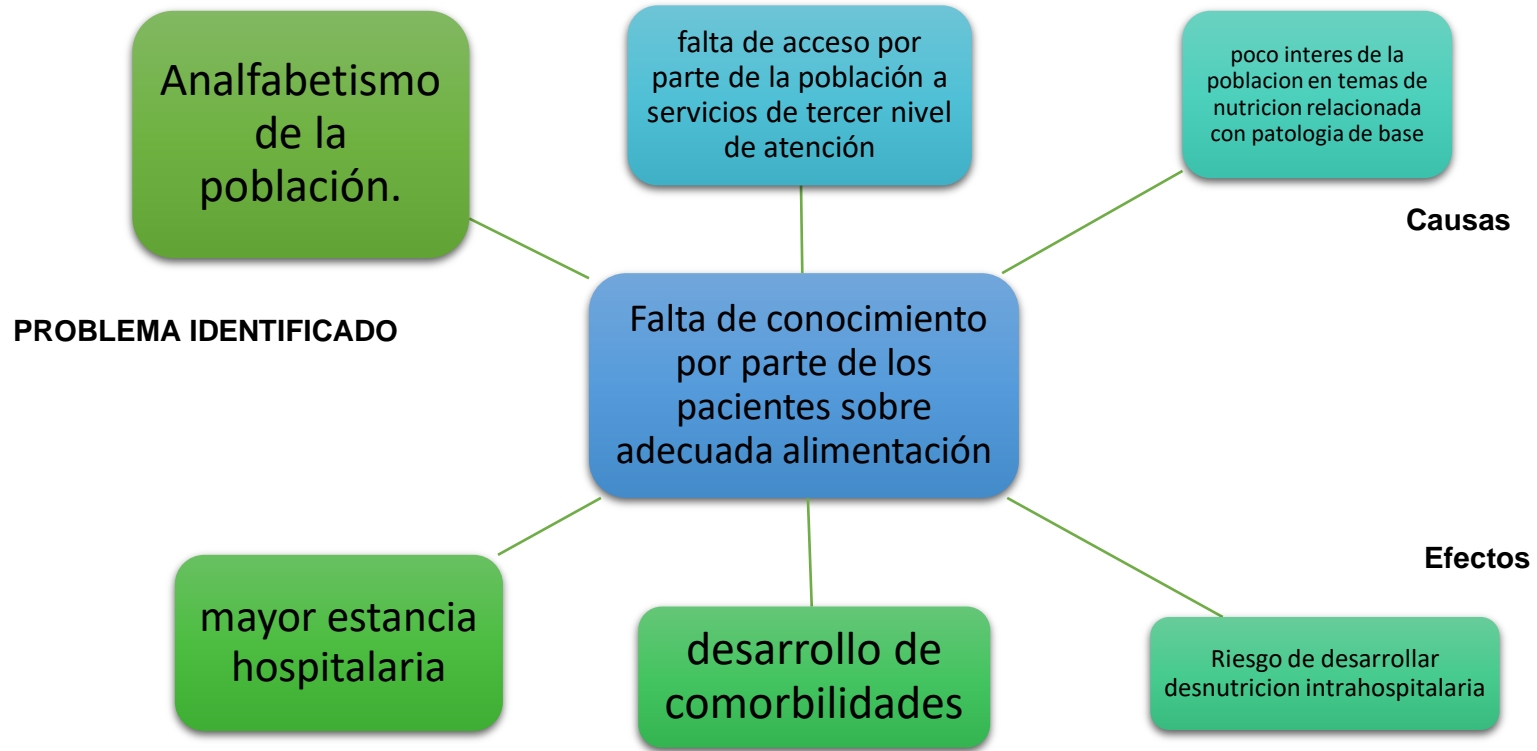 Analfabetismo
de la
población.
falta de acceso por
parte de la población a
servicios de tercer nivel
de atención
poco interes de la
poblacion en temas de
nutricion relacionada
con patologia de base
Causas
PROBLEMA IDENTIFICADO
Falta de conocimiento
por parte de los
pacientes sobre
adecuada alimentación
Efectos
mayor estancia
hospitalaria
desarrollo de
comorbilidades
Riesgo de desarrollar
desnutricion intrahospitalaria